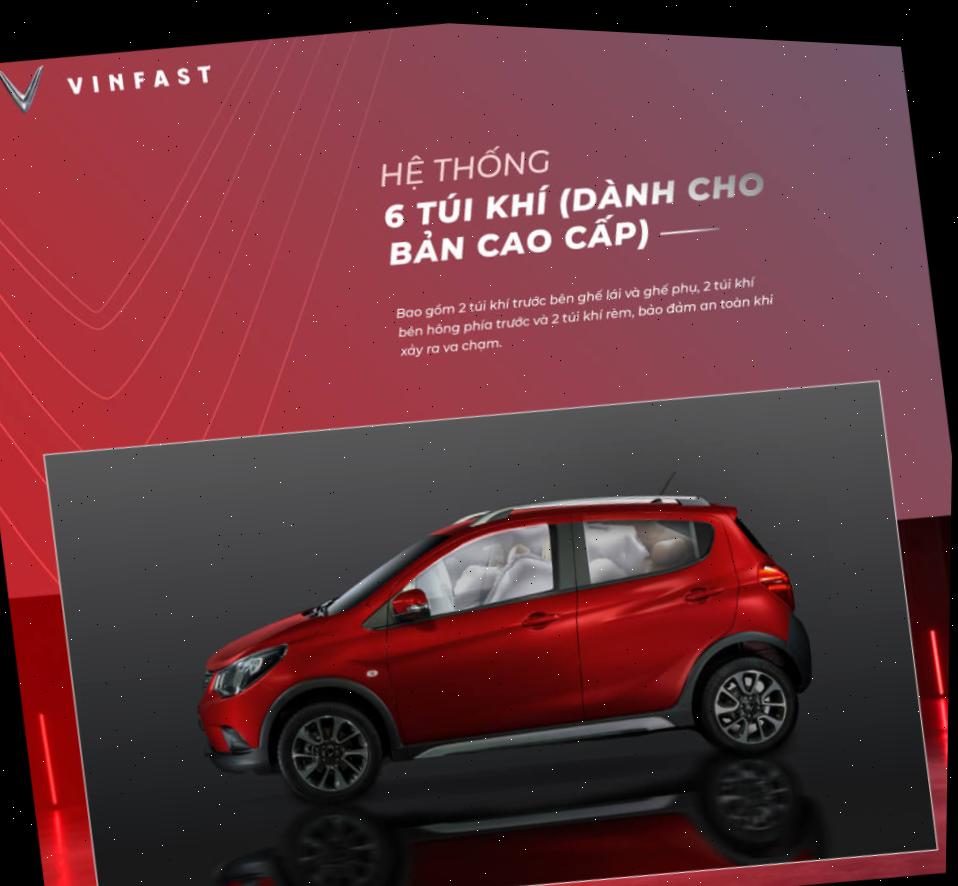 VINFAST
HỆ THỐNG
6 TÚI KHÍ (DÀNH CHO
BẢN CAO CẤP)
Bao gồm 2 túi khí trước bên ghế lái và ghế phụ, 2 túi khí
bên hông phía trước và 2 túi khí rèm, bảo đảm an toàn khi
xảy ra va chạm.